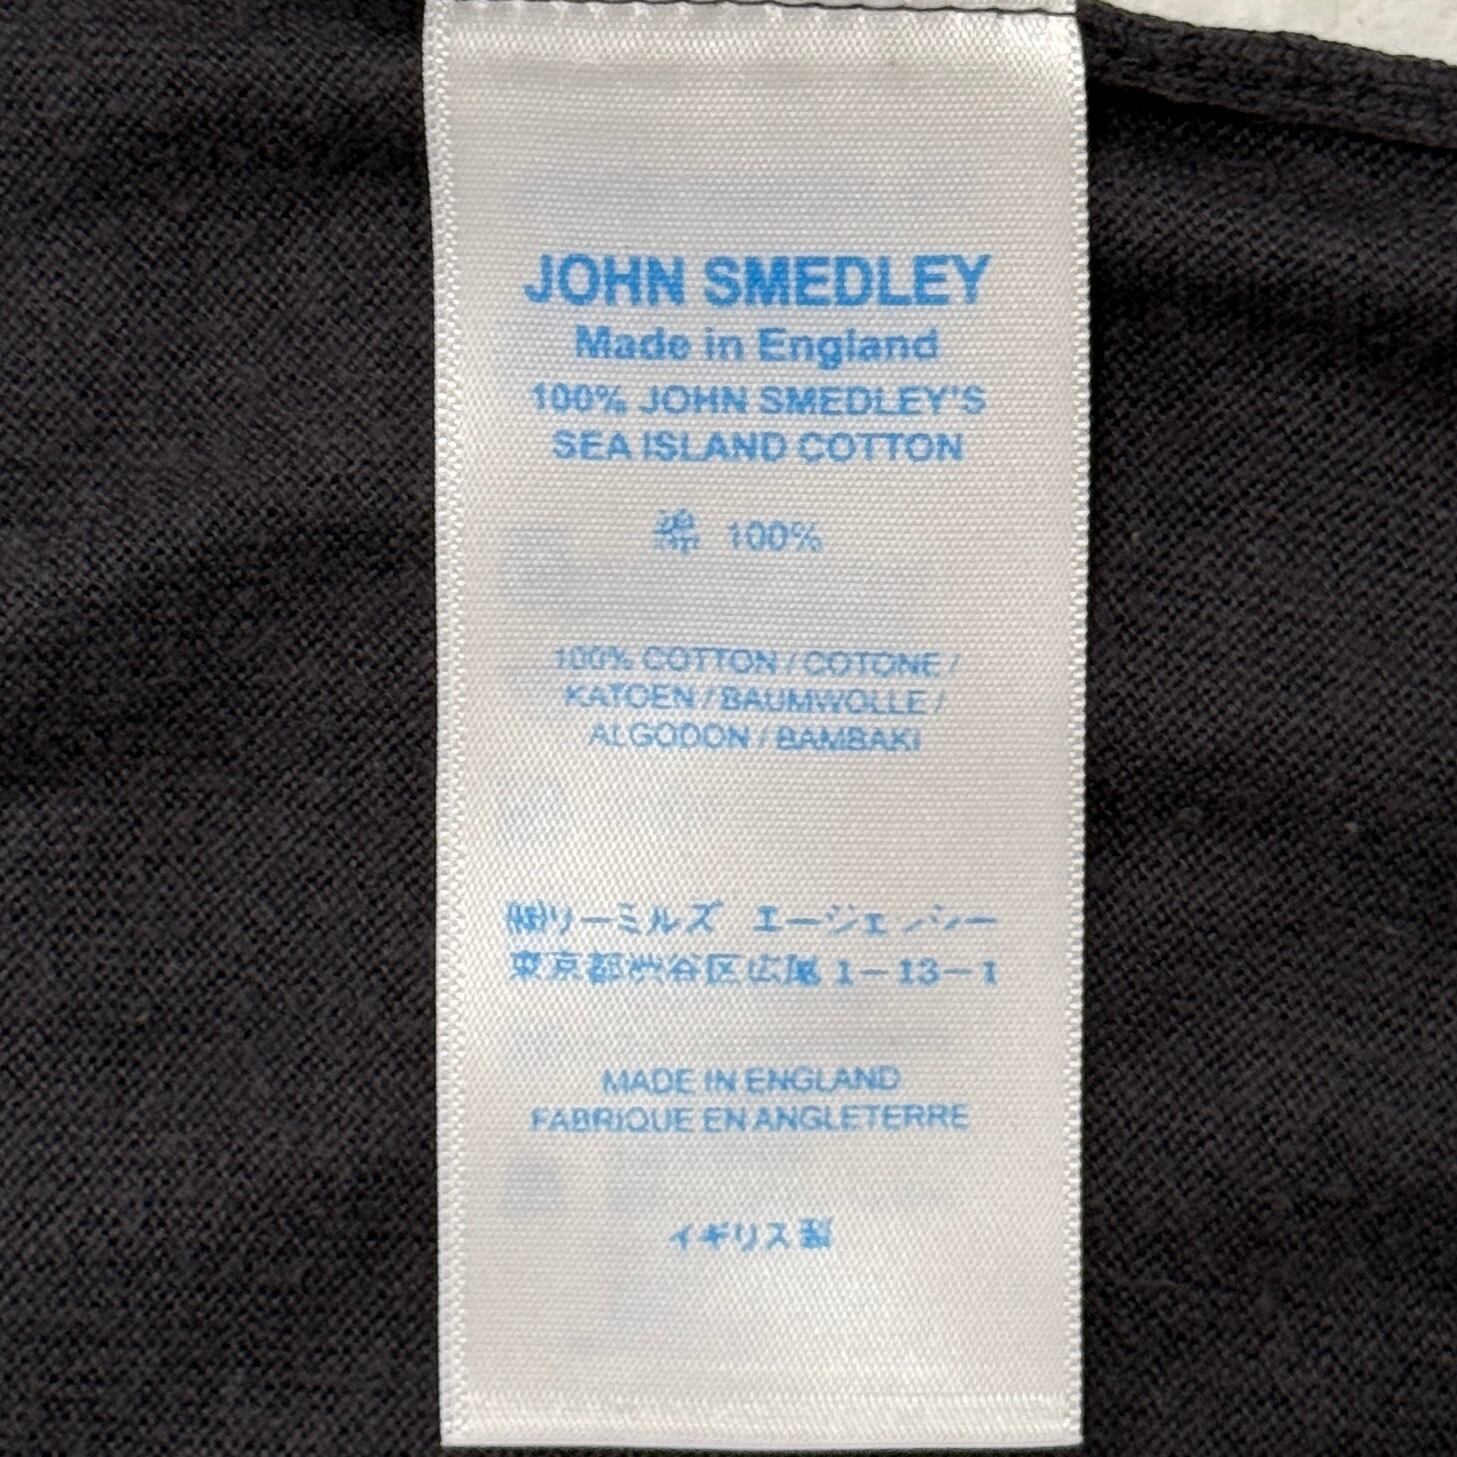 JOHN SMEDLEY
Made in England
100% JOHN SMEDLEY'S
SEA ISLAND COTTON
綿 100%
100% COTTON / COTONE /
KATOEN / BAUMWOLLE /
ALGODON / BAMBAKI
㈱リーミルズ エージェンシー
東京都渋谷区広尾1-13-1
MADE IN ENGLAND
FABRIQUE EN ANGLETERRE
イギリス製